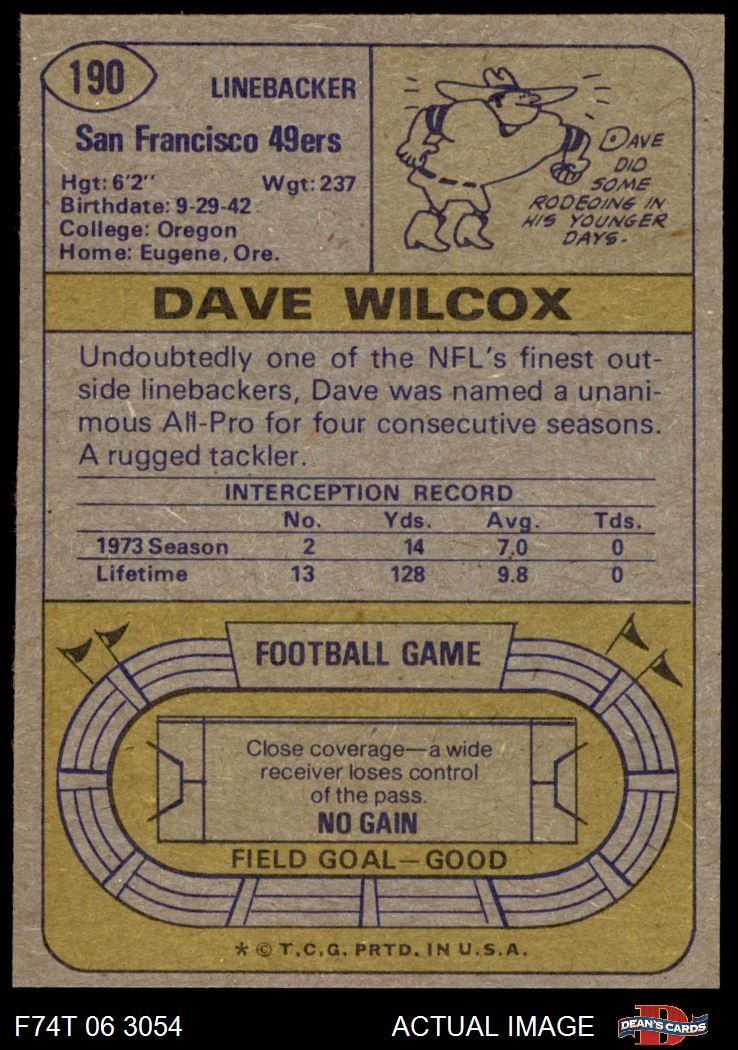 190
LINEBACKER
San Francisco 49ers
Hgt: 6'2" Wgt: 237
Birthdate: 9-29-42
College: Oregon
Home: Eugene, Ore.
DAVE
DID
SOME
RODEOING IN
HIS YOUNGER
DAYS.
DAVE WILCOX
Undoubtedly one of the NFL's finest out-
side linebackers, Dave was named a unani-
mous All-Pro for four consecutive seasons.
A rugged tackler.
INTERCEPTION RECORD
No. Yds. Avg. Tds.
1973 Season 2 14 7.0 0
Lifetime 13 128 9.8 0
FOOTBALL GAME
Close coverage—a wide
receiver loses control
of the pass.
NO GAIN
FIELD GOAL—GOOD
* © T.C.G. PRTD. IN U.S.A.
F74T 06 3054 ACTUAL IMAGE DEAN'S CARDS